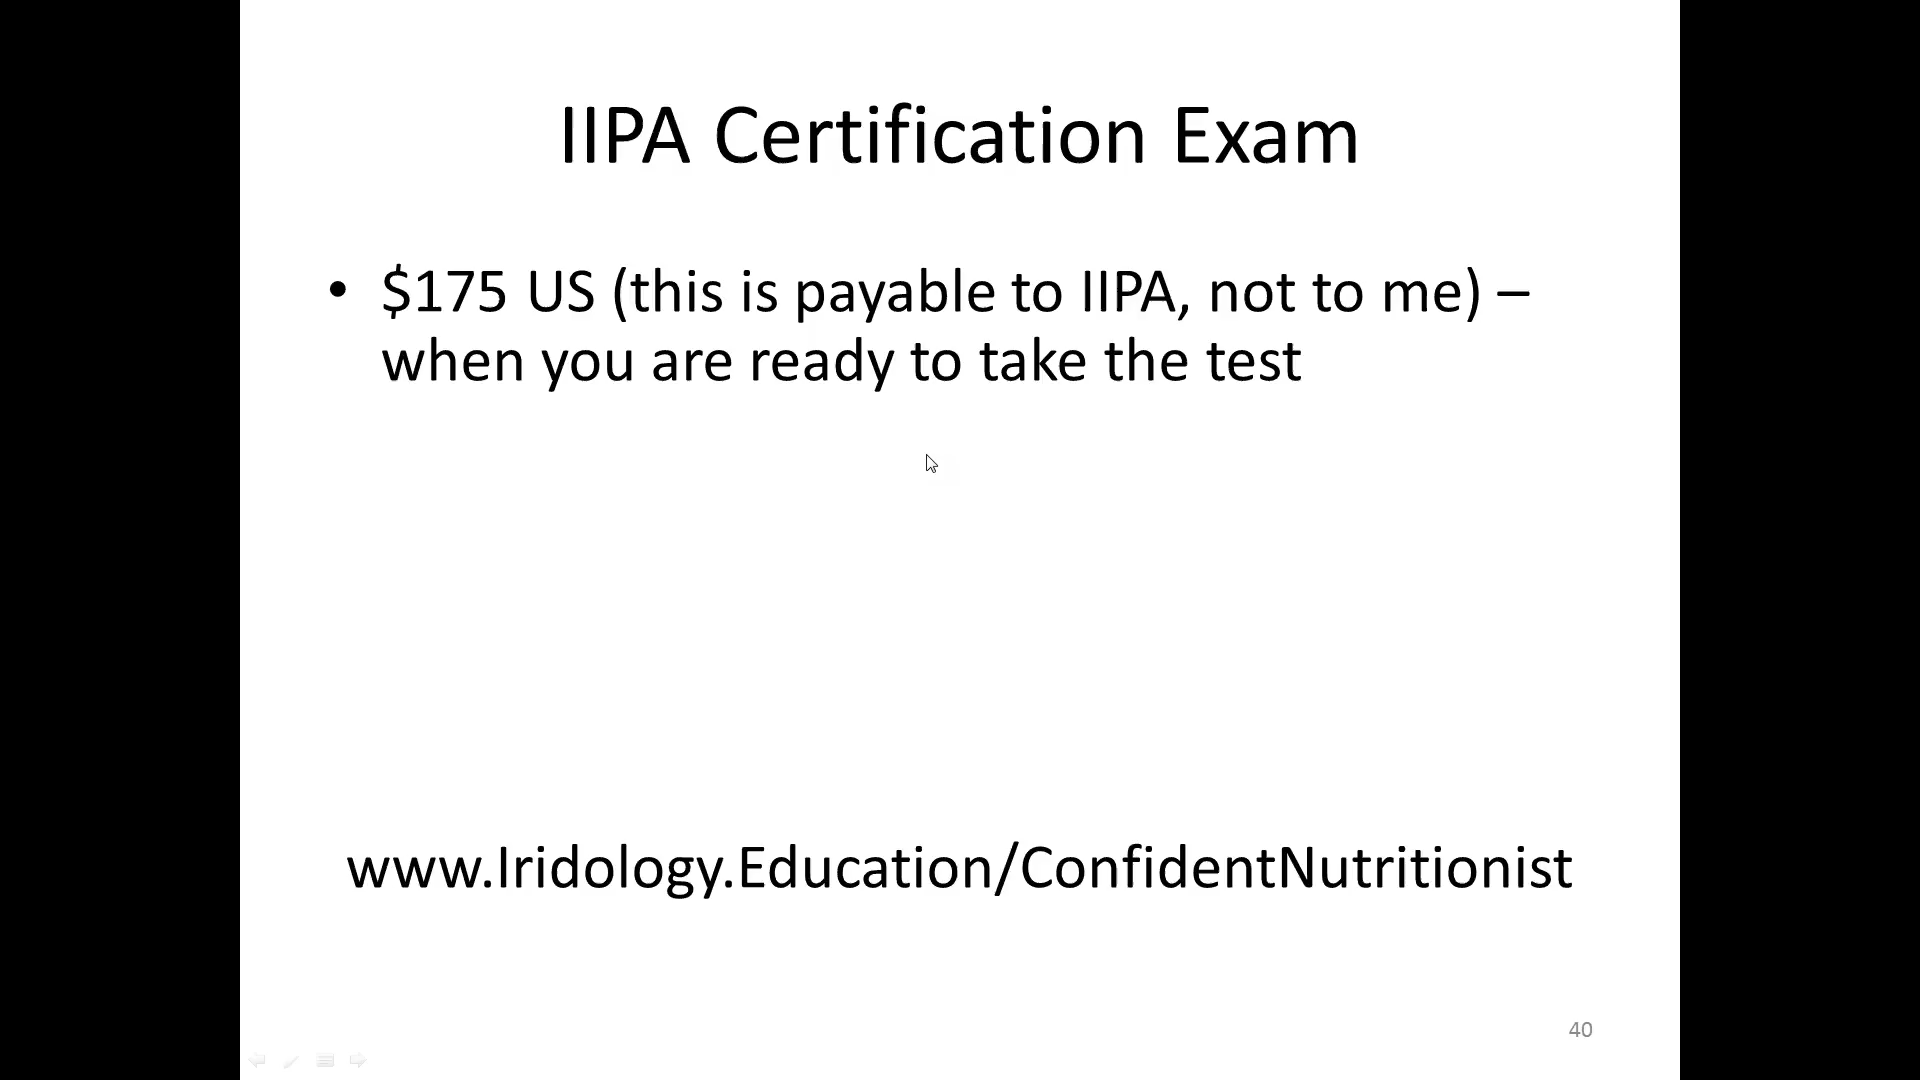 IIPA Certification Exam
• $175 US (this is payable to IIPA, not to me) –
when you are ready to take the test
www.Iridology.Education/ConfidentNutritionist
40